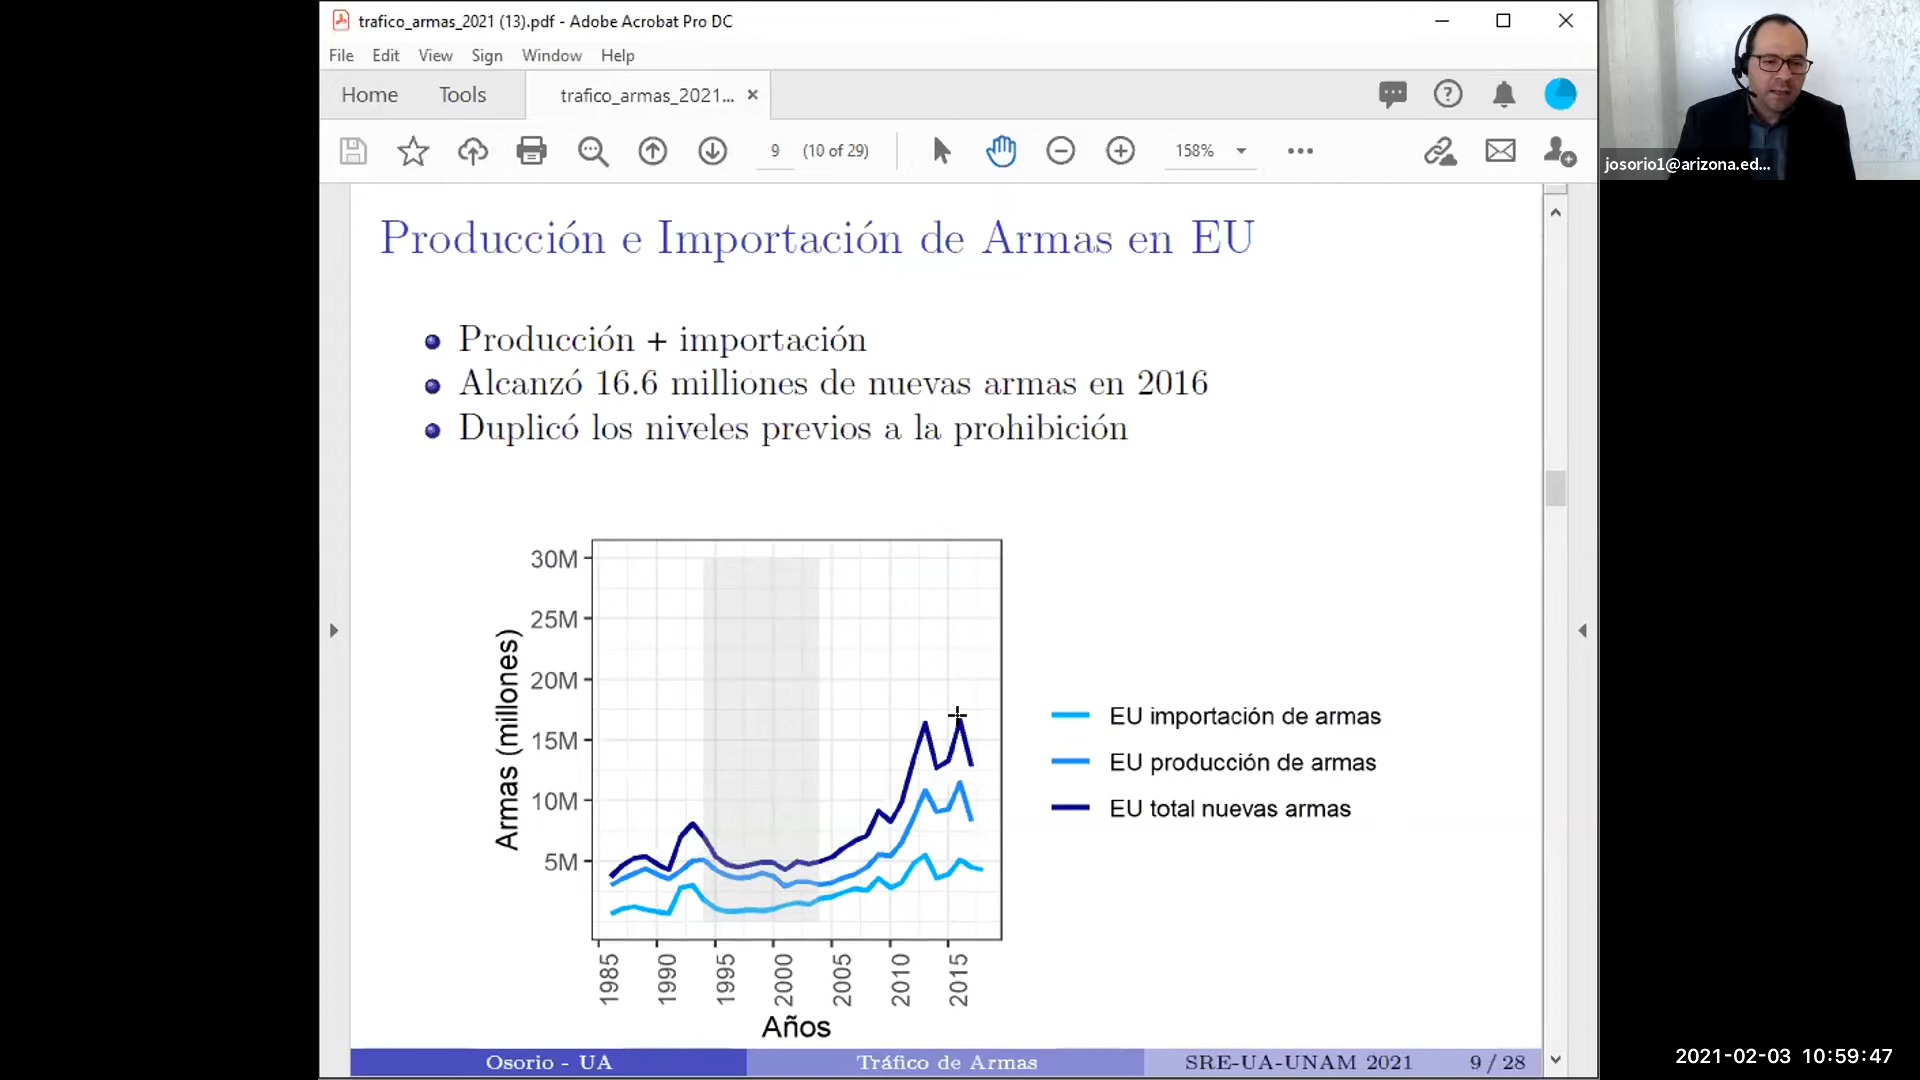 trafico_armas_2021 (13).pdf - Adobe Acrobat Pro DC
File Edit View Sign Window Help
Home Tools trafico_armas_2021... ×
9 (10 of 29) 158%
josorio1@arizona.ed...
Producción e Importación de Armas en EU
Producción + importación
Alcanzó 16.6 milliones de nuevas armas en 2016
Duplicó los niveles previos a la prohibición
30M
25M
20M
15M
10M
5M
Armas (millones)
1985 1990 1995 2000 2005 2010 2015
Años
EU importación de armas
EU producción de armas
EU total nuevas armas
Osorio - UA Tráfico de Armas SRE-UA-UNAM 2021 9 / 28
2021-02-03 10:59:47